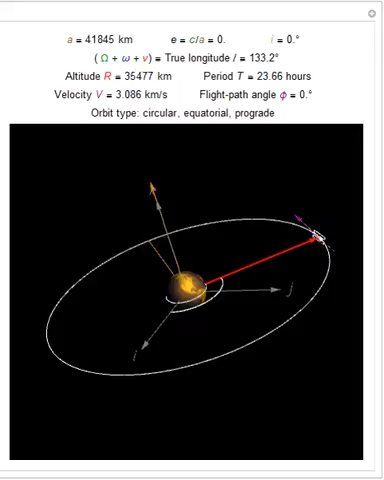 a = 41845 km e = c/a = 0. i = 0.°
( Ω + ω + ν) = True longitude l = 133.2°
Altitude R = 35477 km Period T = 23.66 hours
Velocity V = 3.086 km/s Flight-path angle ϕ = 0.°
Orbit type: circular, equatorial, prograde
j
i